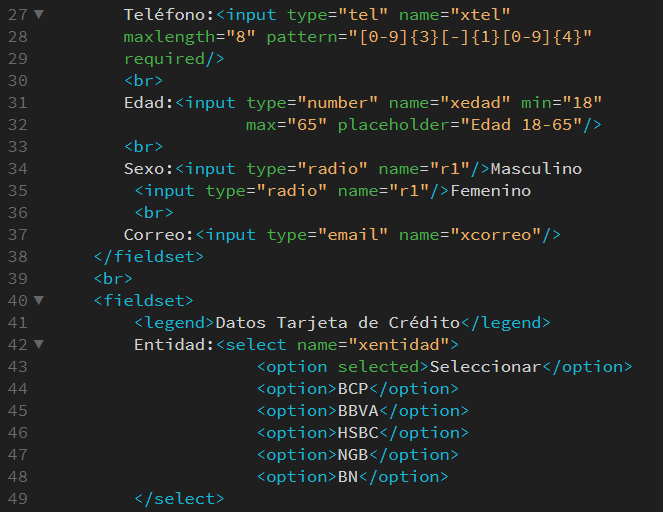 27 Teléfono:<input type="tel" name="xtel"
28 maxlength="8" pattern="[0-9]{3}[-]{1}[0-9]{4}"
29 required/>
30 <br>
31 Edad:<input type="number" name="xedad" min="18"
32 max="65" placeholder="Edad 18-65"/>
33 <br>
34 Sexo:<input type="radio" name="r1"/>Masculino
35 <input type="radio" name="r1"/>Femenino
36 <br>
37 Correo:<input type="email" name="xcorreo"/>
38 </fieldset>
39 <br>
40 <fieldset>
41 <legend>Datos Tarjeta de Crédito</legend>
42 Entidad:<select name="xentidad">
43 <option selected>Seleccionar</option>
44 <option>BCP</option>
45 <option>BBVA</option>
46 <option>HSBC</option>
47 <option>NGB</option>
48 <option>BN</option>
49 </select>